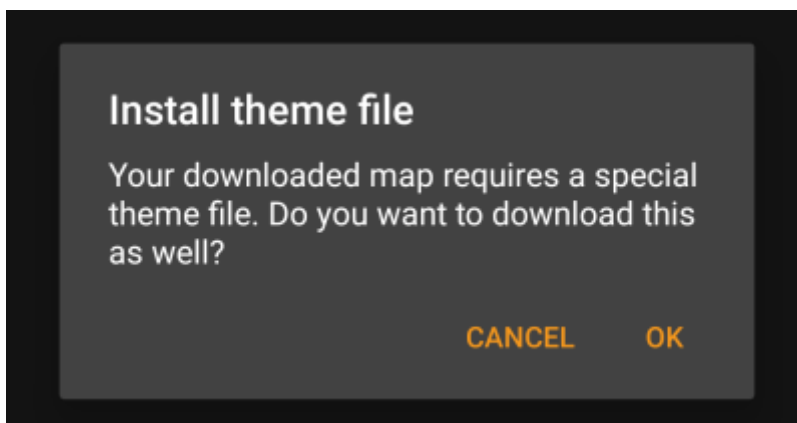 Install theme file
Your downloaded map requires a special
theme file. Do you want to download this
as well?
CANCEL OK